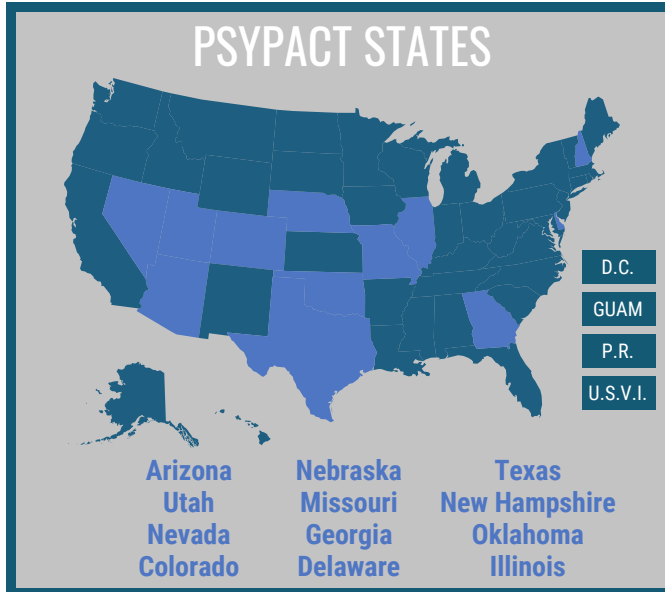 PSYPACT STATES
D.C.
GUAM
P.R.
U.S.V.I.
Arizona Nebraska Texas
Utah Missouri New Hampshire
Nevada Georgia Oklahoma
Colorado Delaware Illinois